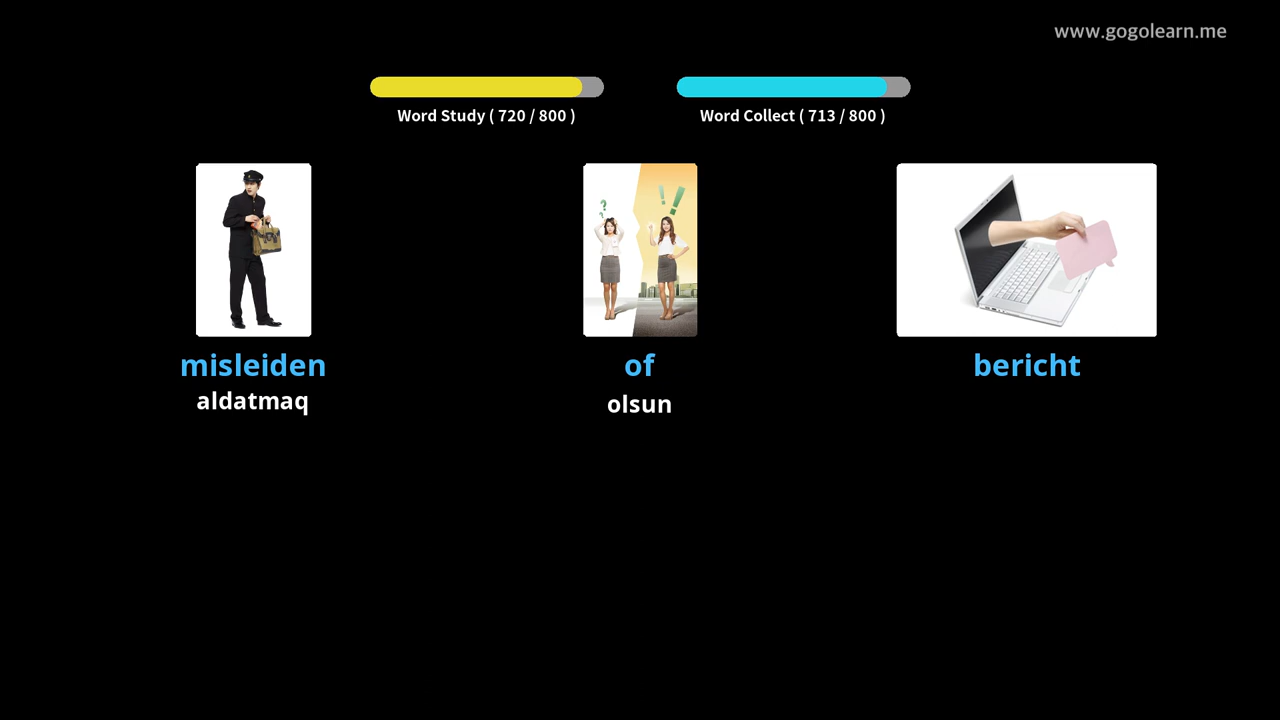 www.gogolearn.me
Word Study ( 720 / 800 )
Word Collect ( 713 / 800 )
misleiden
aldatmaq
of
olsun
bericht